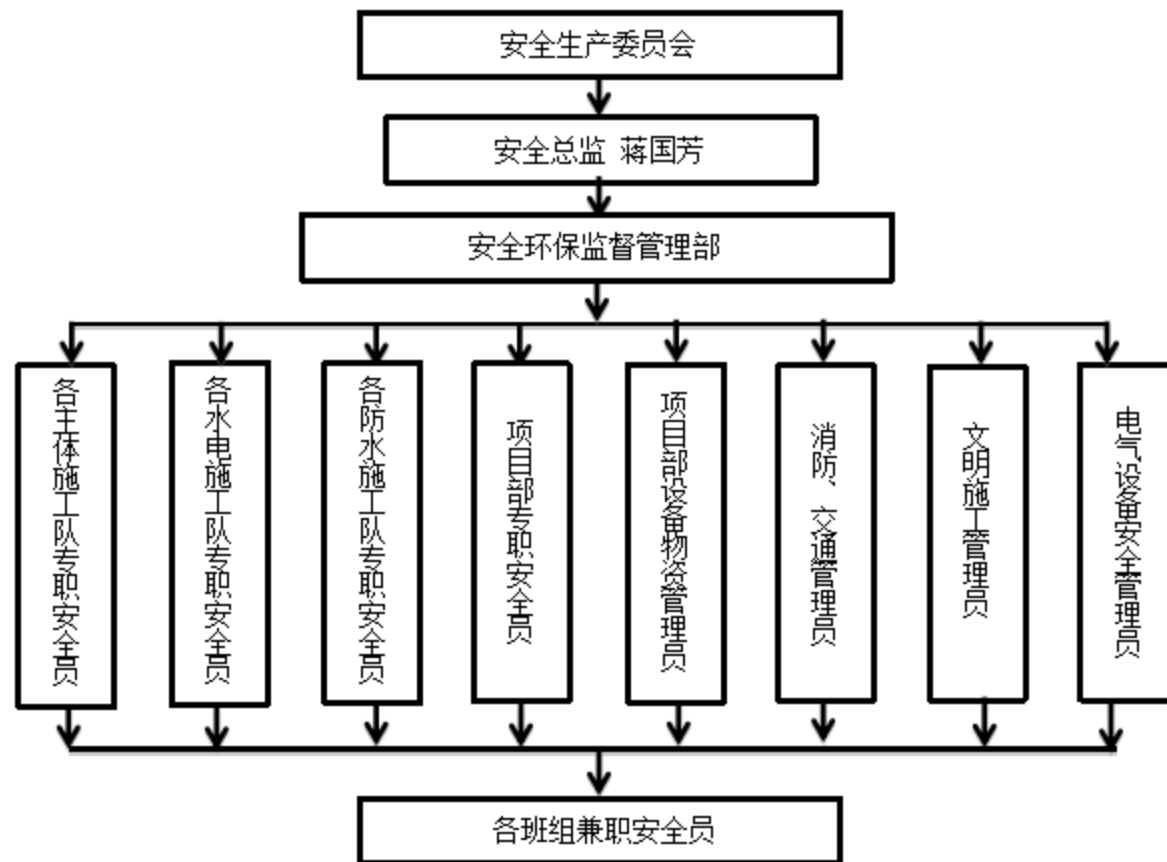 安全生产委员会
安全总监 蒋国芳
安全环保监督管理部
各主体施工队专职安全员
各水电施工队专职安全员
各防水施工队专职安全员
项目部专职安全员
项目部设备物资管理员
消防、交通管理员
文明施工管理员
电气设备安全管理员
各班组兼职安全员